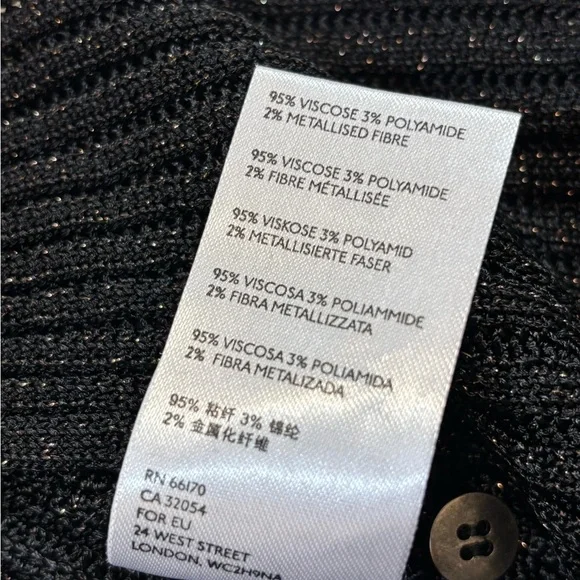 95% VISCOSE 3% POLYAMIDE
2% METALLISED FIBRE
95% VISCOSE 3% POLYAMIDE
2% FIBRE MÉTALLISÉE
95% VISKOSE 3% POLYAMID
2% METALLISIERTE FASER
95% VISCOSA 3% POLIAMMIDE
2% FIBRA METALLIZZATA
95% VISCOSA 3% POLIAMIDA
2% FIBRA METALIZADA
95% 粘纤 3% 锦纶
2% 金属化纤维
RN 66170
CA 32054
FOR EU
24 WEST STREET
LONDON, WC2H9NA